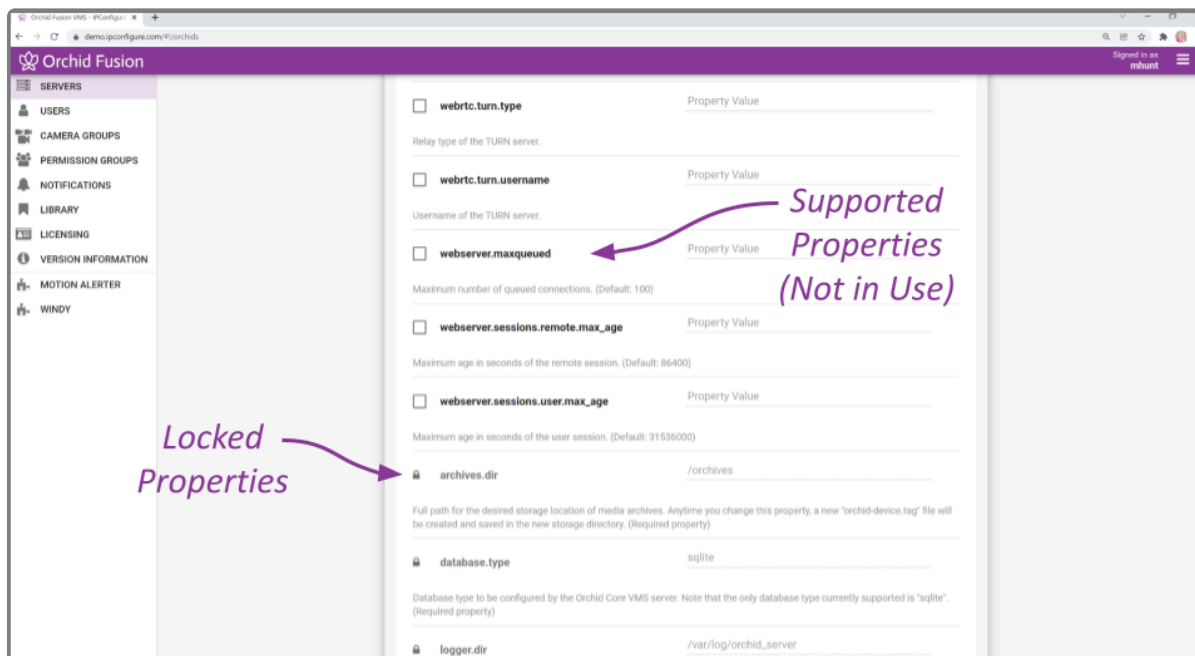 Orchid Fusion VMS - IPConfigur
demo.ipconfigure.com/#!/orchids
Orchid Fusion
Signed in as
mhunt
SERVERS
USERS
CAMERA GROUPS
PERMISSION GROUPS
NOTIFICATIONS
LIBRARY
LICENSING
VERSION INFORMATION
MOTION ALERTER
WINDY
webrtc.turn.type
Property Value
Relay type of the TURN server.
webrtc.turn.username
Property Value
Username of the TURN server.
webserver.maxqueued
Property Value
Maximum number of queued connections. (Default: 100)
webserver.sessions.remote.max_age
Property Value
Maximum age in seconds of the remote session. (Default: 86400)
webserver.sessions.user.max_age
Property Value
Maximum age in seconds of the user session. (Default: 31536000)
archives.dir
/orchives
Full path for the desired storage location of media archives. Anytime you change this property, a new "orchid-device.tag" file will
be created and saved in the new storage directory. (Required property)
database.type
sqlite
Database type to be configured by the Orchid Core VMS server. Note that the only database type currently supported is "sqlite".
(Required property)
logger.dir
/var/log/orchid_server
Supported
Properties
(Not in Use)
Locked
Properties